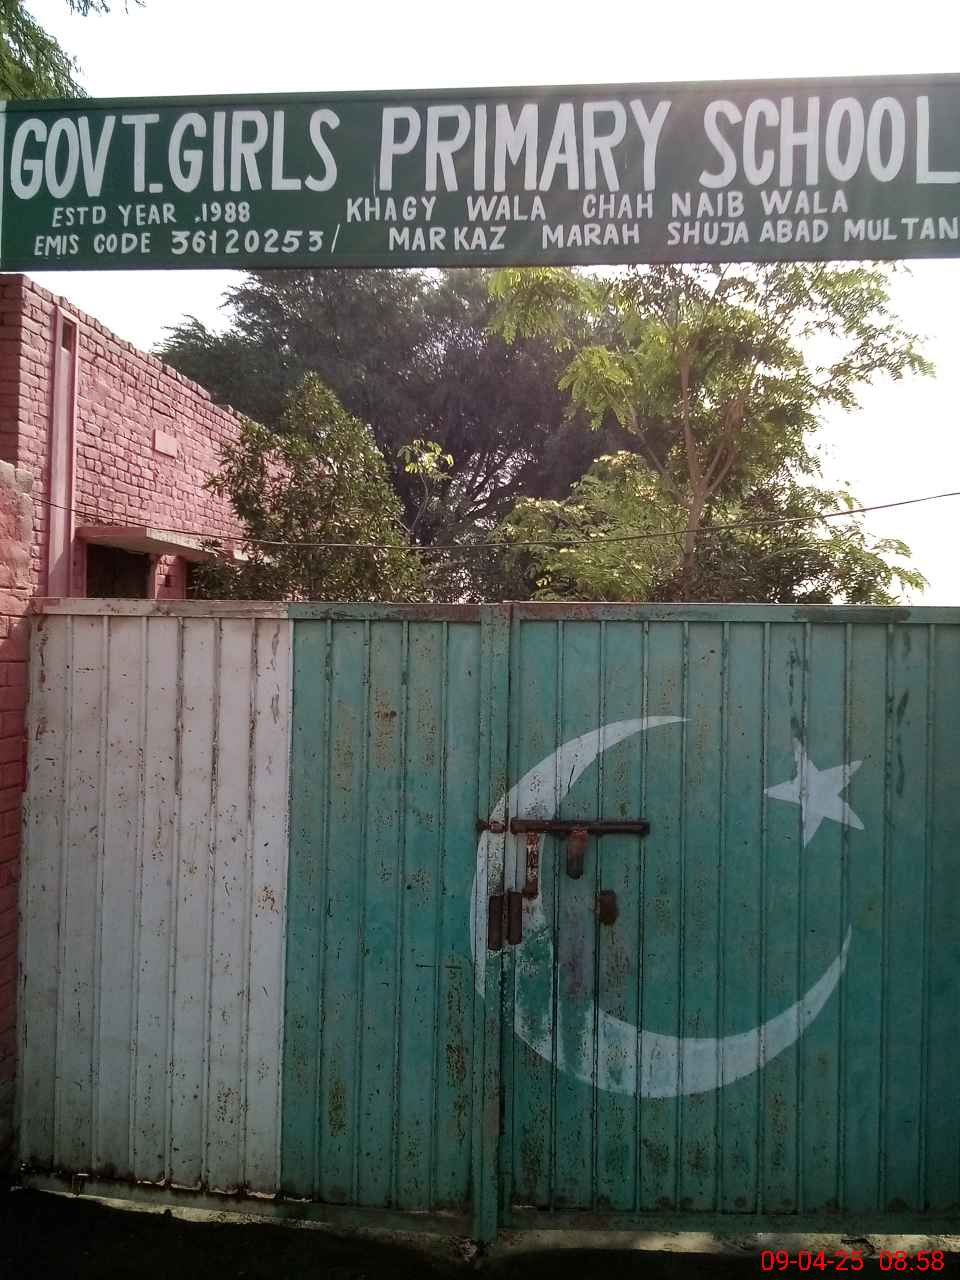 GOVT. GIRLS PRIMARY SCHOOL
ESTD YEAR .1988 KHAGY WALA CHAH NAIB WALA
EMIS CODE 36120253/ MARKAZ MARAH SHUJA ABAD MULTAN
09-04-25 08:58